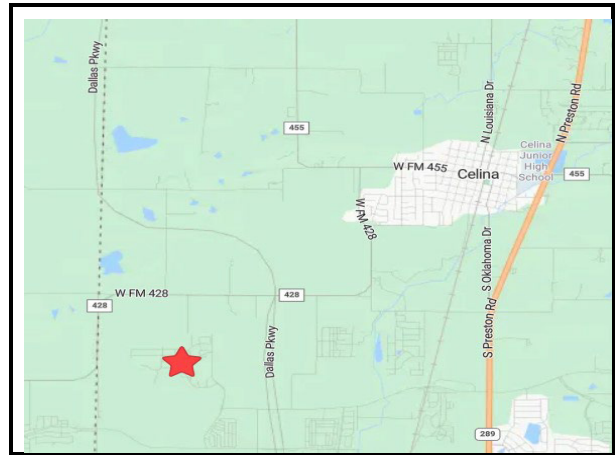 Dallas Pkwy
N Louisiana Dr
N Preston Rd
455
W FM 455
Celina
Celina
Junior
High
School
455
W FM 428
S Oklahoma Dr
W FM 428
428
428
Dallas Pkwy
S Preston Rd
289